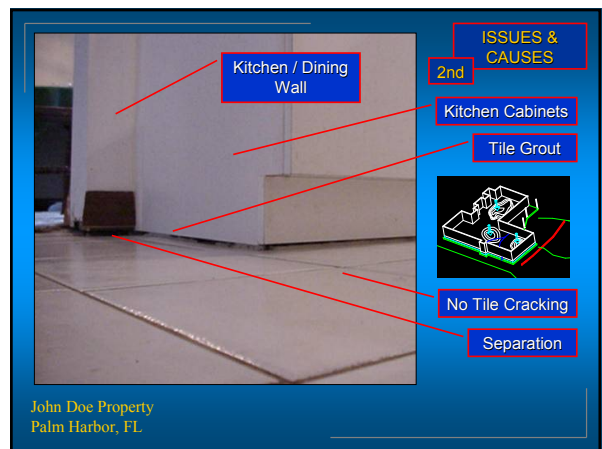 ISSUES &
CAUSES
2nd
Kitchen / Dining
Wall
Kitchen Cabinets
Tile Grout
No Tile Cracking
Separation
John Doe Property
Palm Harbor, FL